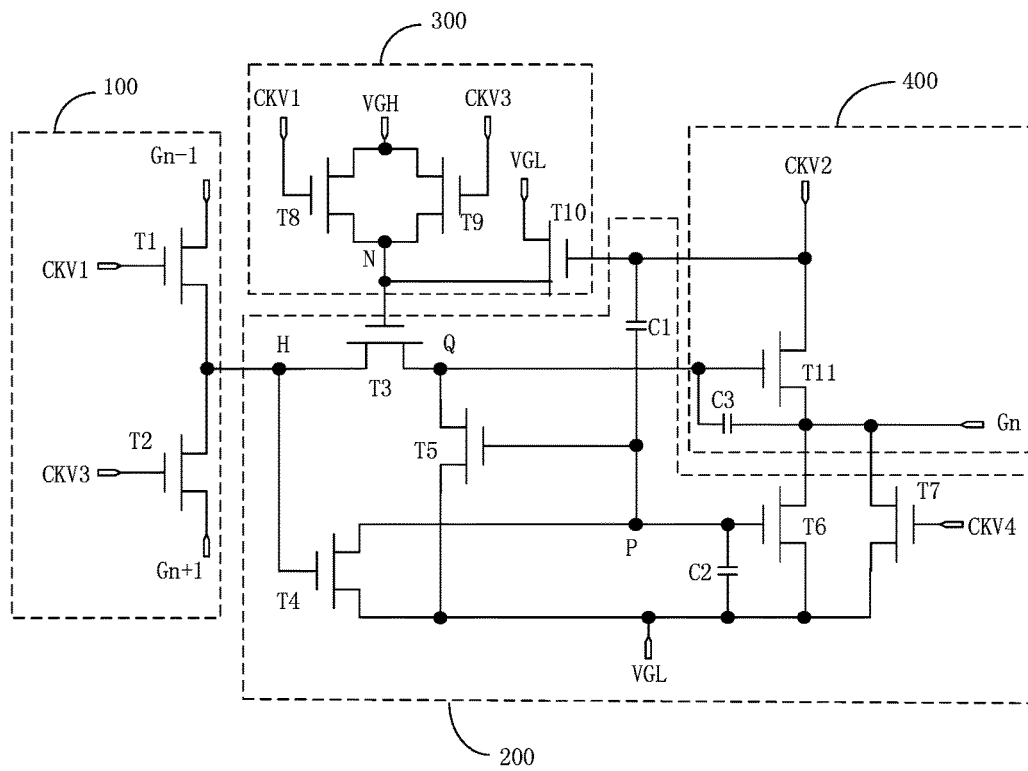 300
100
CKV1
VGH
CKV3
400
Gn-1
VGL
CKV2
T8
T9
T10
T1
N
CKV1
C1
H
Q
T3
T11
C3
Gn
T2
T5
CKV3
T7
T6
CKV4
P
Gn+1
C2
T4
VGL
200